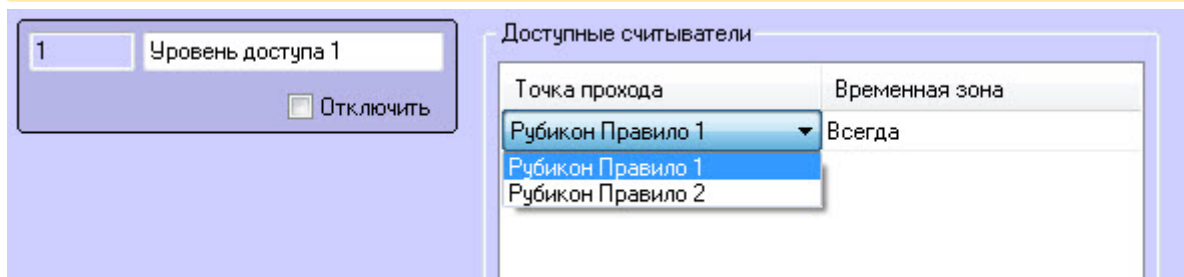 1
Уровень доступа 1
Отключить
Доступные считыватели
Точка прохода
Временная зона
Рубикон Правило 1
Всегда
Рубикон Правило 1
Рубикон Правило 2